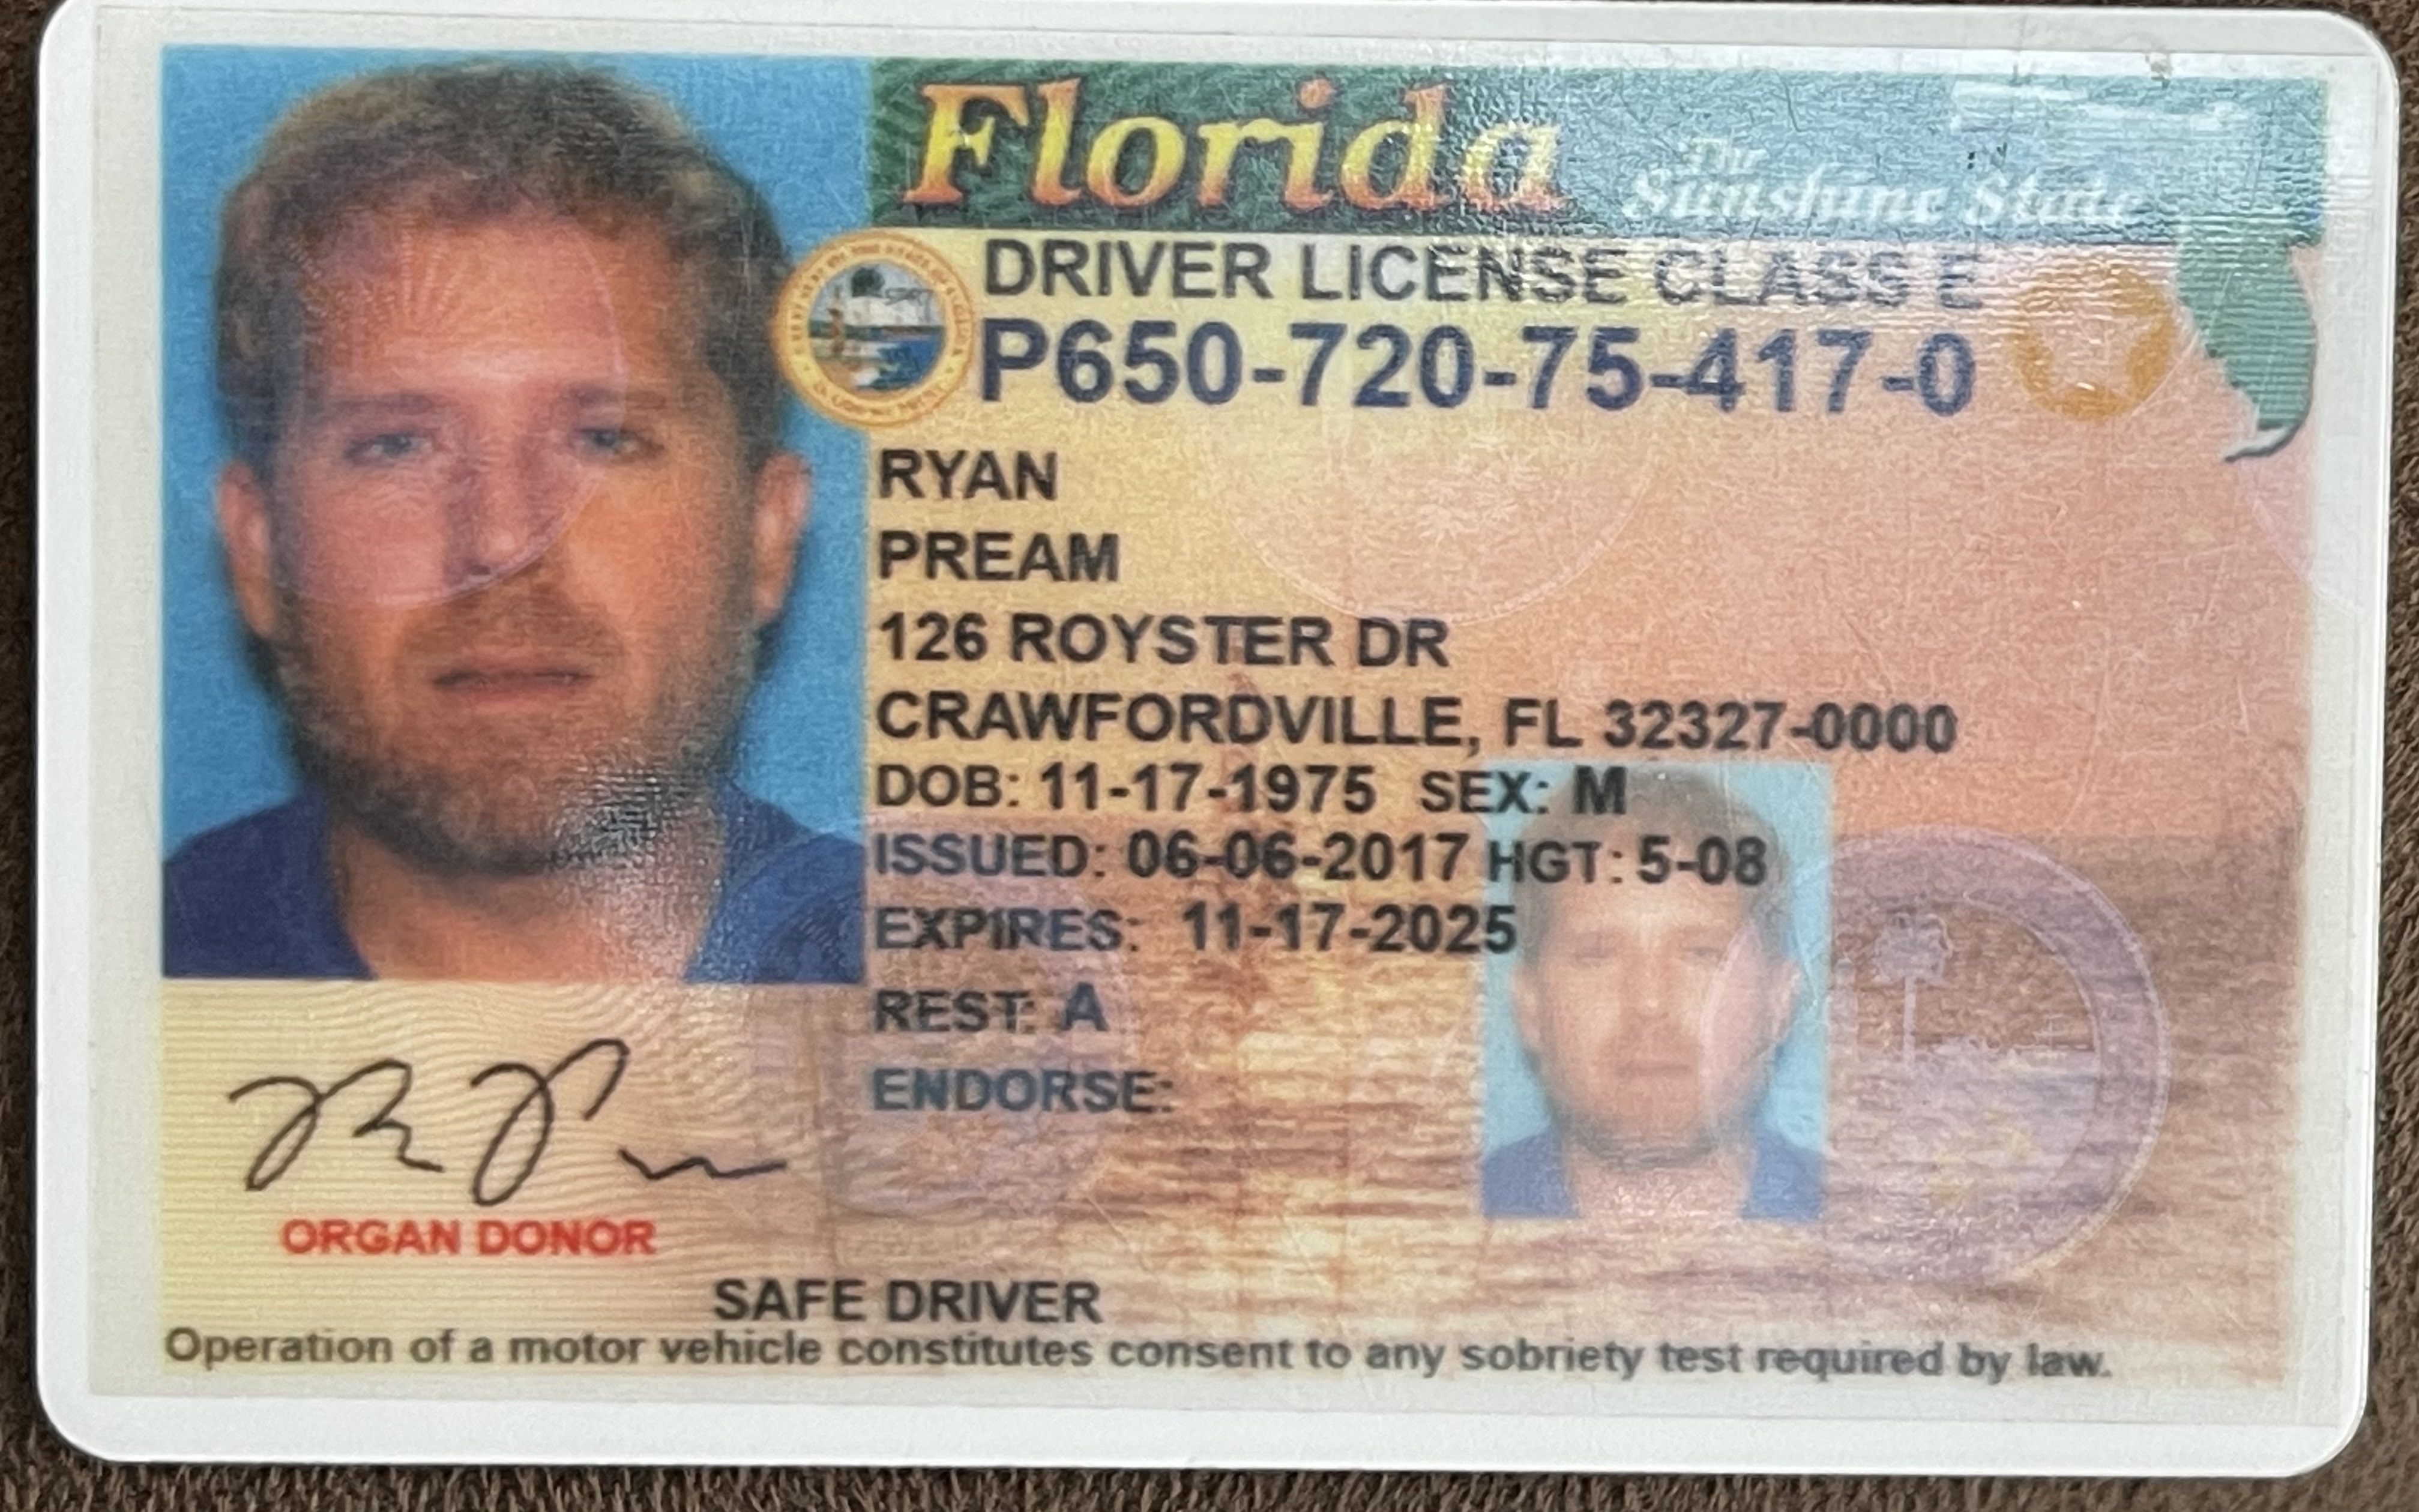 Florida The Sunshine State
DRIVER LICENSE CLASS E
P650-720-75-417-0
RYAN
PREAM
126 ROYSTER DR
CRAWFORDVILLE, FL 32327-0000
DOB: 11-17-1975 SEX: M
ISSUED: 06-06-2017 HGT: 5-08
EXPIRES: 11-17-2025
REST: A
ENDORSE:
ORGAN DONOR
SAFE DRIVER
Operation of a motor vehicle constitutes consent to any sobriety test required by law.